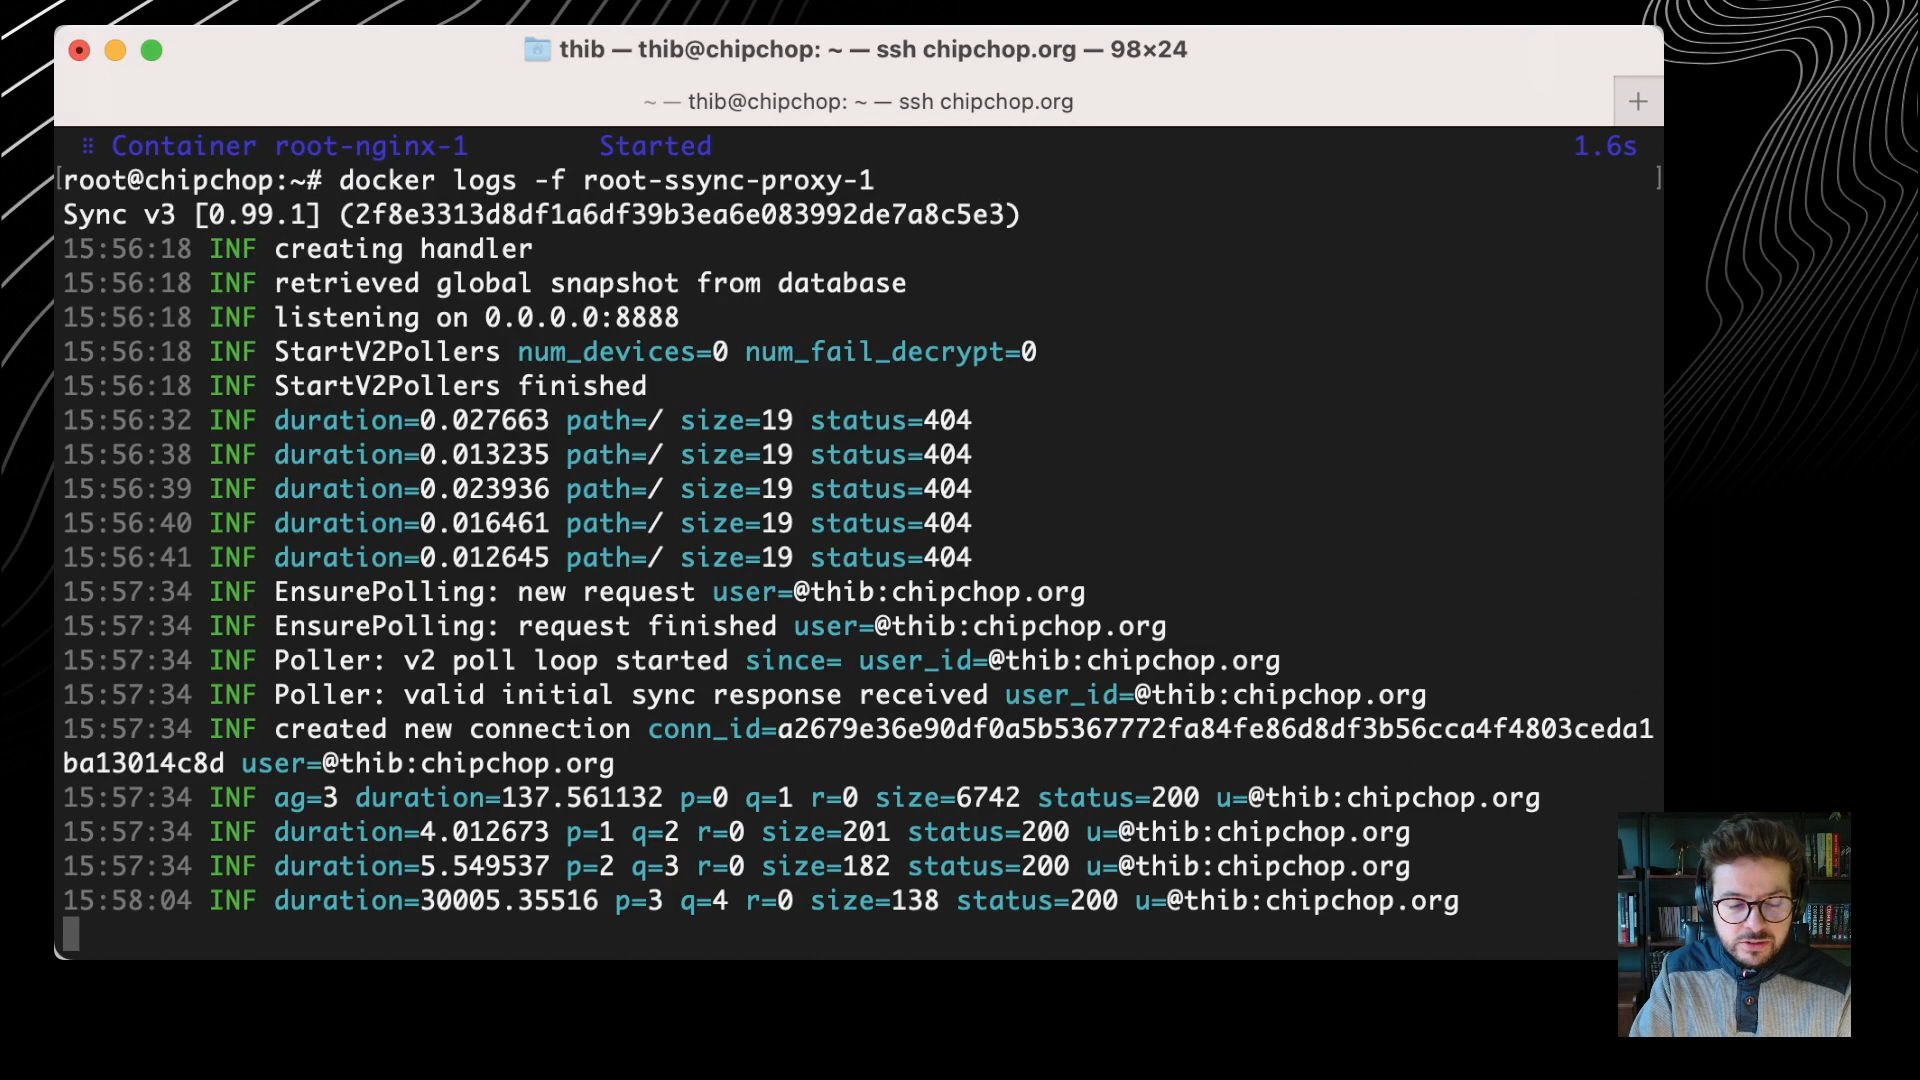 thib — thib@chipchop: ~ — ssh chipchop.org — 98×24
~ — thib@chipchop: ~ — ssh chipchop.org
⠿ Container root-nginx-1 Started 1.6s
[root@chipchop:~# docker logs -f root-ssync-proxy-1 ]
Sync v3 [0.99.1] (2f8e3313d8df1a6df39b3ea6e083992de7a8c5e3)
15:56:18 INF creating handler
15:56:18 INF retrieved global snapshot from database
15:56:18 INF listening on 0.0.0.0:8888
15:56:18 INF StartV2Pollers num_devices=0 num_fail_decrypt=0
15:56:18 INF StartV2Pollers finished
15:56:32 INF duration=0.027663 path=/ size=19 status=404
15:56:38 INF duration=0.013235 path=/ size=19 status=404
15:56:39 INF duration=0.023936 path=/ size=19 status=404
15:56:40 INF duration=0.016461 path=/ size=19 status=404
15:56:41 INF duration=0.012645 path=/ size=19 status=404
15:57:34 INF EnsurePolling: new request user=@thib:chipchop.org
15:57:34 INF EnsurePolling: request finished user=@thib:chipchop.org
15:57:34 INF Poller: v2 poll loop started since= user_id=@thib:chipchop.org
15:57:34 INF Poller: valid initial sync response received user_id=@thib:chipchop.org
15:57:34 INF created new connection conn_id=a2679e36e90df0a5b5367772fa84fe86d8df3b56cca4f4803ceda1
ba13014c8d user=@thib:chipchop.org
15:57:34 INF ag=3 duration=137.561132 p=0 q=1 r=0 size=6742 status=200 u=@thib:chipchop.org
15:57:34 INF duration=4.012673 p=1 q=2 r=0 size=201 status=200 u=@thib:chipchop.org
15:57:34 INF duration=5.549537 p=2 q=3 r=0 size=182 status=200 u=@thib:chipchop.org
15:58:04 INF duration=30005.35516 p=3 q=4 r=0 size=138 status=200 u=@thib:chipchop.org